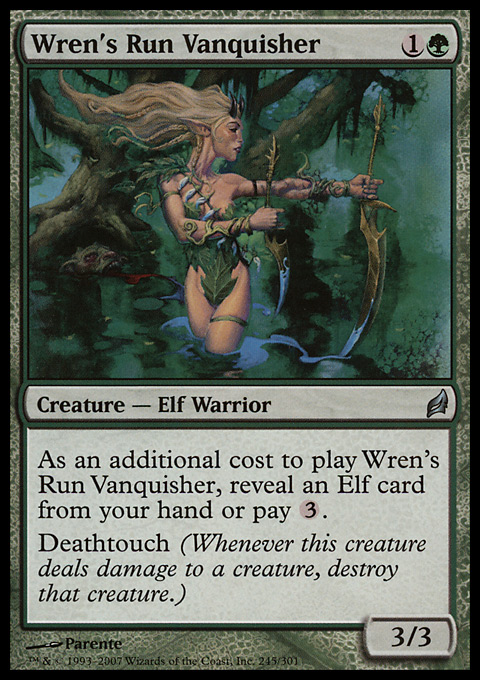 Wren's Run Vanquisher 1
Creature — Elf Warrior
As an additional cost to play Wren's
Run Vanquisher, reveal an Elf card
from your hand or pay 3.
Deathtouch (Whenever this creature
deals damage to a creature, destroy
that creature.)
Parente
3/3
™ & © 1993–2007 Wizards of the Coast, Inc. 245/301